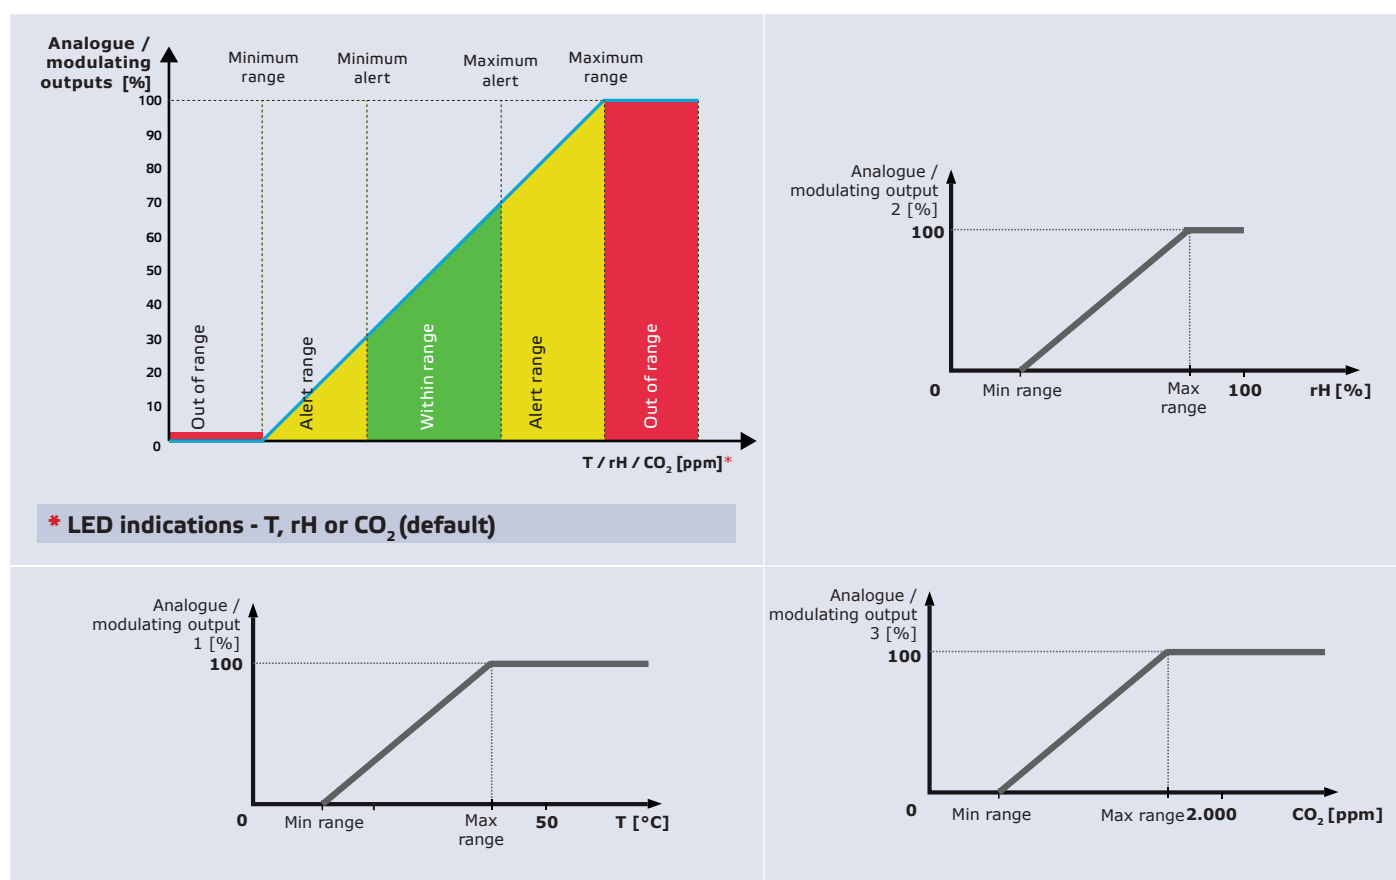 Analogue /
modulating
outputs [%]
Minimum
range
Minimum
alert
Maximum
alert
Maximum
range
100
90
80
70
60
50
40
30
20
10
0
Out of range
Alert range
Within range
Alert range
Out of range
T / rH / CO2 [ppm]*
* LED indications - T, rH or CO2 (default)
Analogue /
modulating output
2 [%]
100
0
Min range
Max
range
100
rH [%]
Analogue /
modulating output
1 [%]
100
0
Min range
Max
range
50
T [°C]
Analogue /
modulating output
3 [%]
100
0
Min range
Max range
2.000
CO2 [ppm]